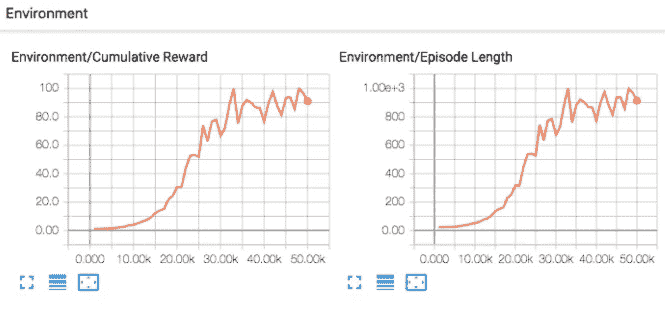 Environment
Environment/Cumulative Reward
100
80.0
60.0
40.0
20.0
0.00
0.000 10.00k 20.00k 30.00k 40.00k 50.00k
Environment/Episode Length
1.00e+3
800
600
400
200
0.00
0.000 10.00k 20.00k 30.00k 40.00k 50.00k